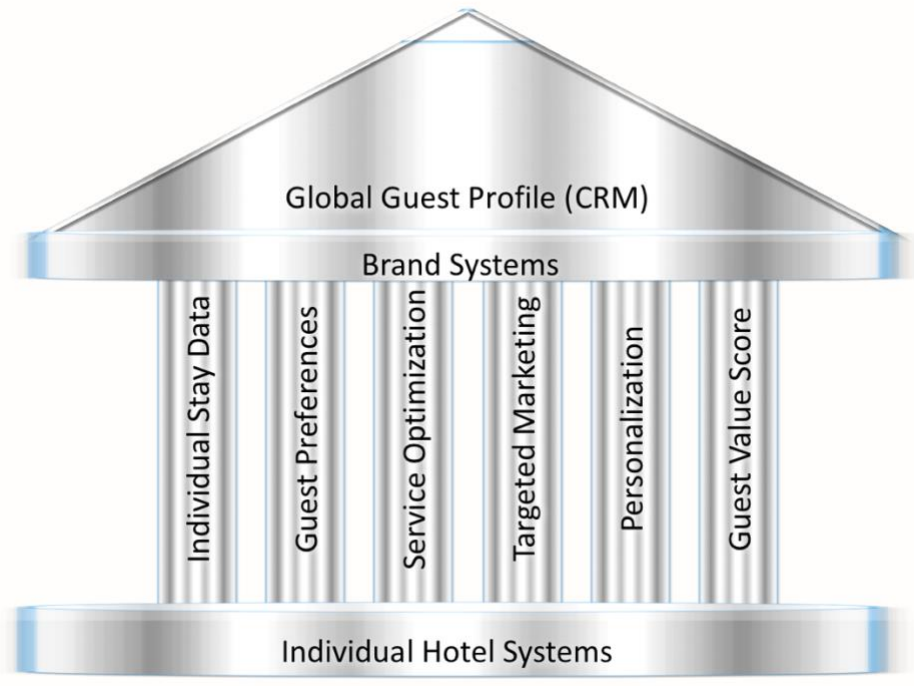 Global Guest Profile (CRM)
Brand Systems
Individual Stay Data
Guest Preferences
Service Optimization
Targeted Marketing
Personalization
Guest Value Score
Individual Hotel Systems